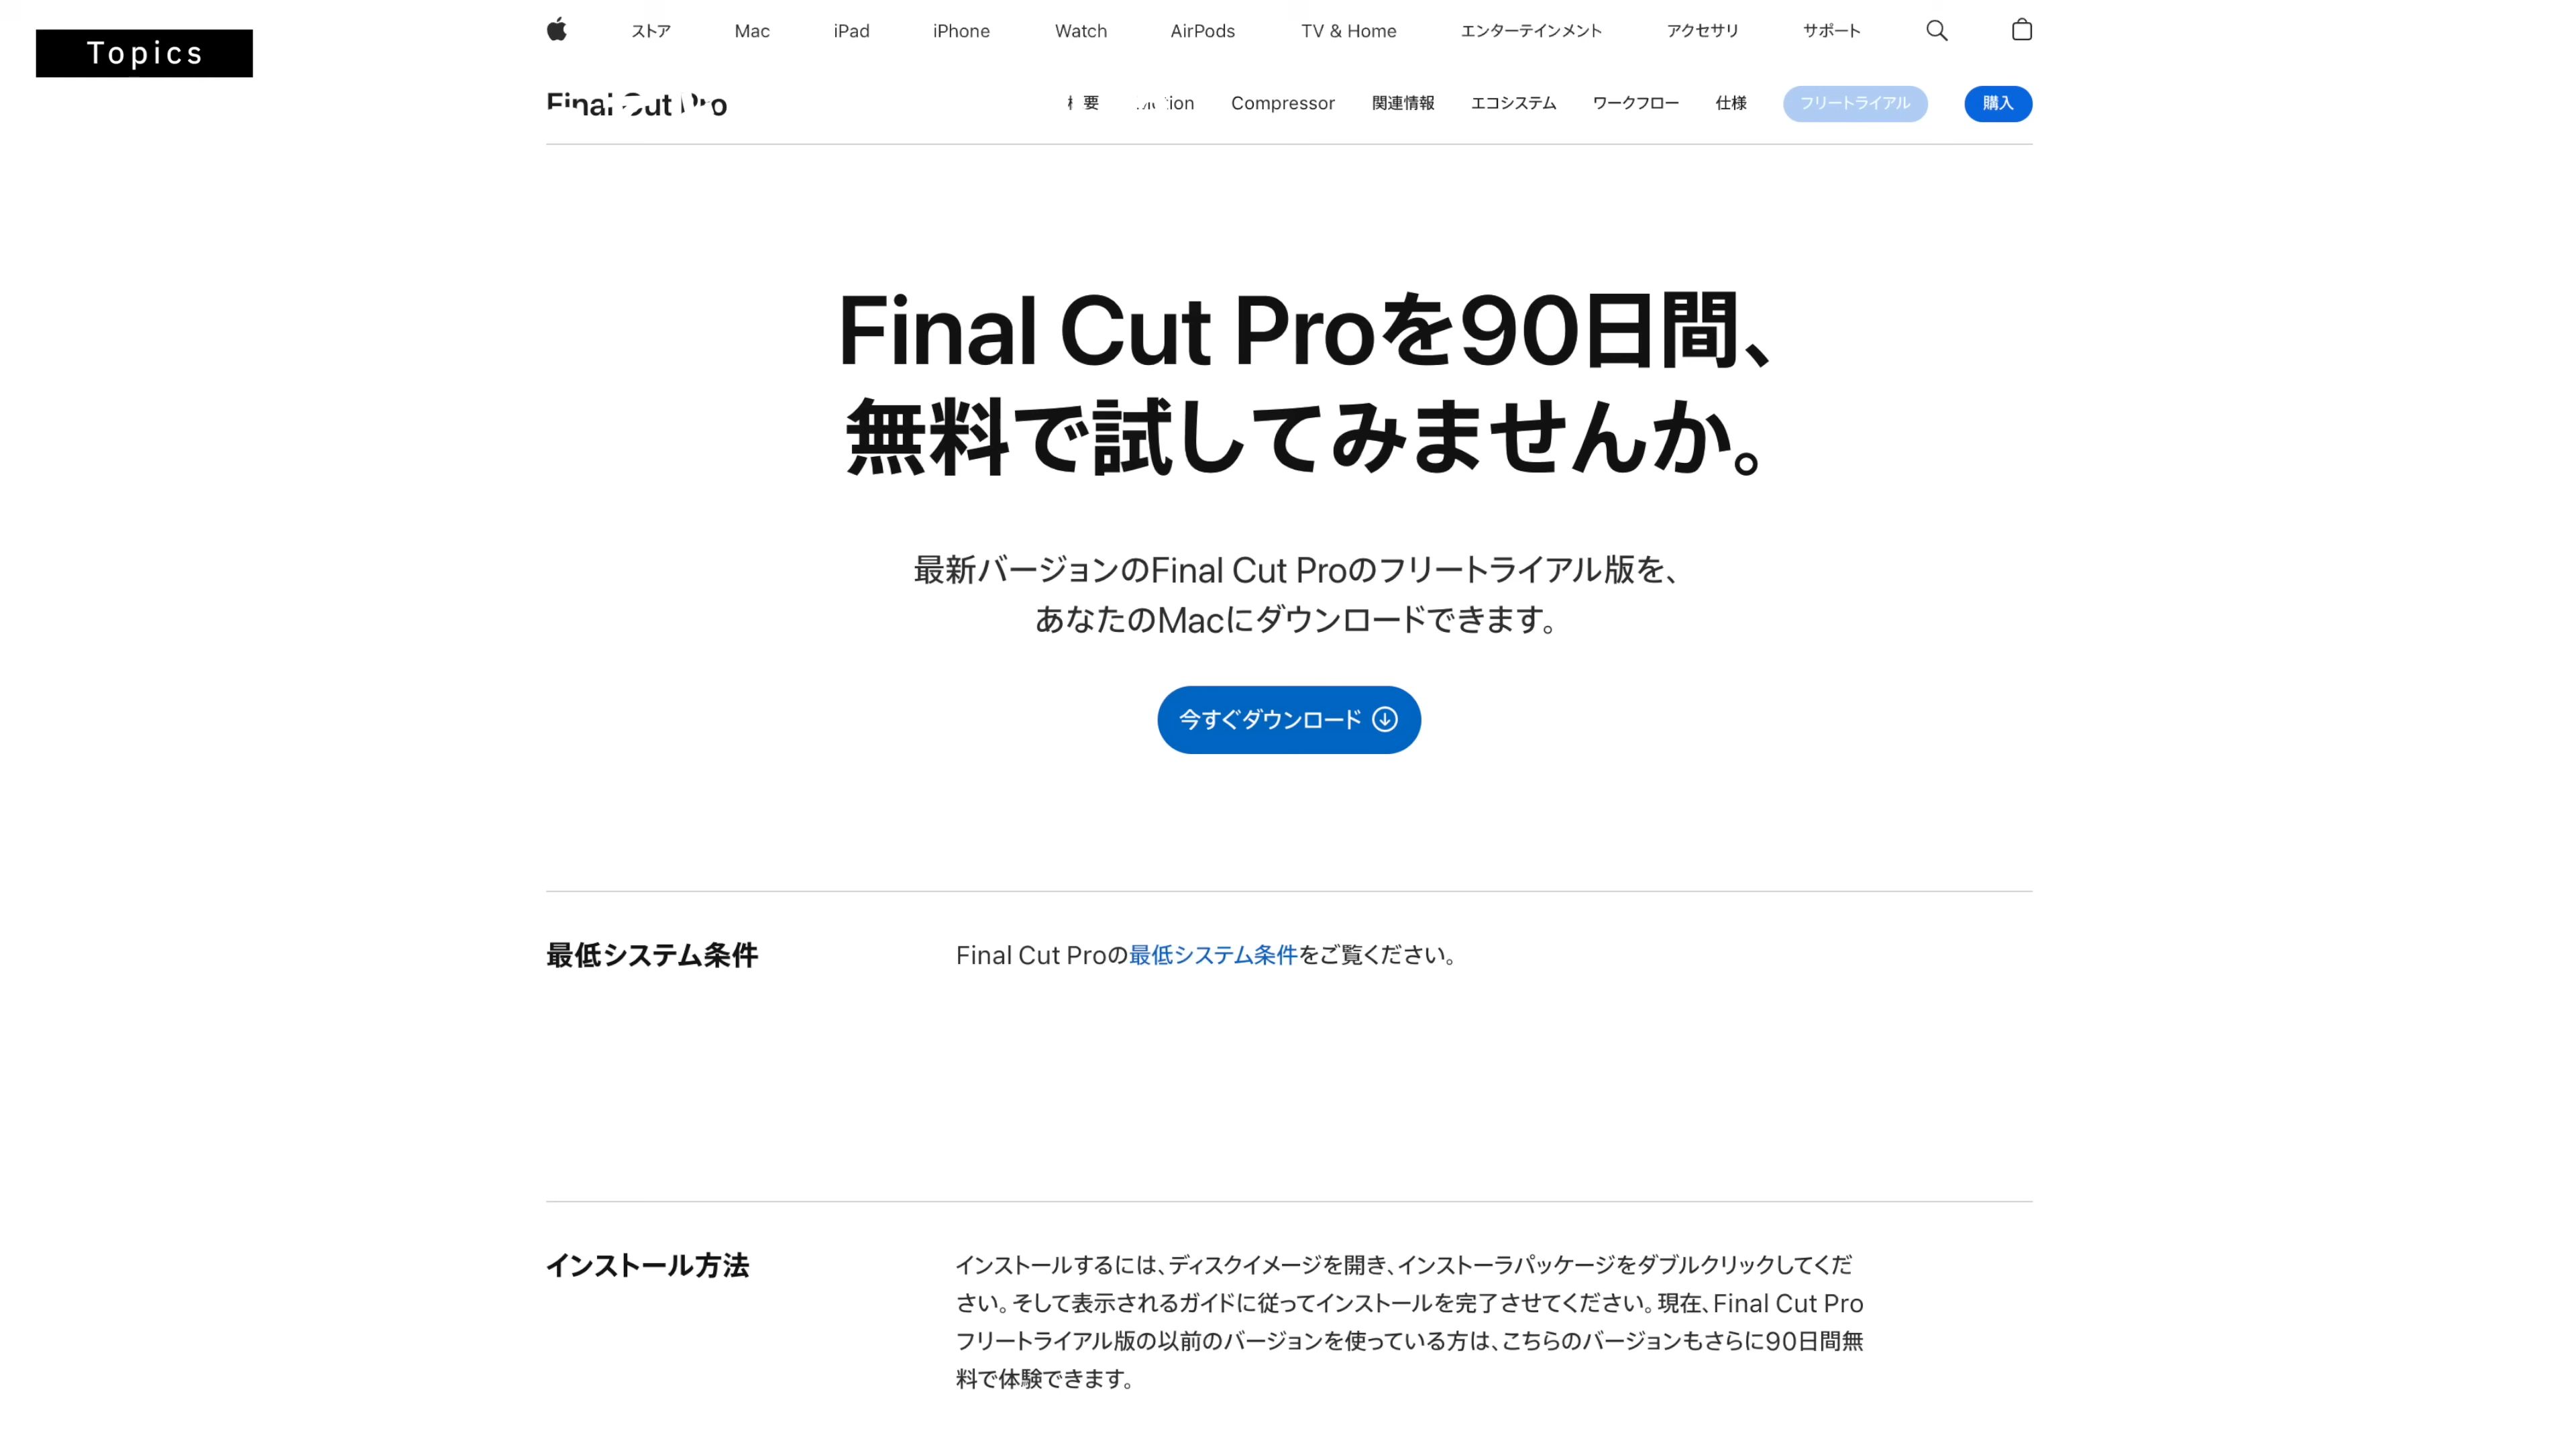 Topics
ストア Mac iPad iPhone Watch AirPods TV & Home エンターテインメント アクセサリ サポート
Final Cut Pro 要 Compressor 関連情報 エコシステム ワークフロー 仕様 フリートライアル 購入
Final Cut Proを90日間、
無料で試してみませんか。
最新バージョンのFinal Cut Proのフリートライアル版を、
あなたのMacにダウンロードできます。
今すぐダウンロード
最低システム条件
Final Cut Proの最低システム条件をご覧ください。
インストール方法
インストールするには、ディスクイメージを開き、インストーラパッケージをダブルクリックしてくだ
さい。そして表示されるガイドに従ってインストールを完了させてください。現在、Final Cut Pro
フリートライアル版の以前のバージョンを使っている方は、こちらのバージョンもさらに90日間無
料で体験できます。